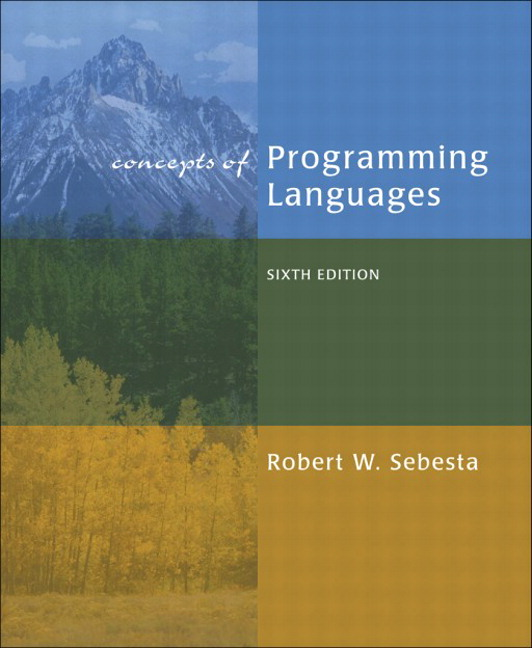 concepts of Programming
Languages
SIXTH EDITION
Robert W. Sebesta